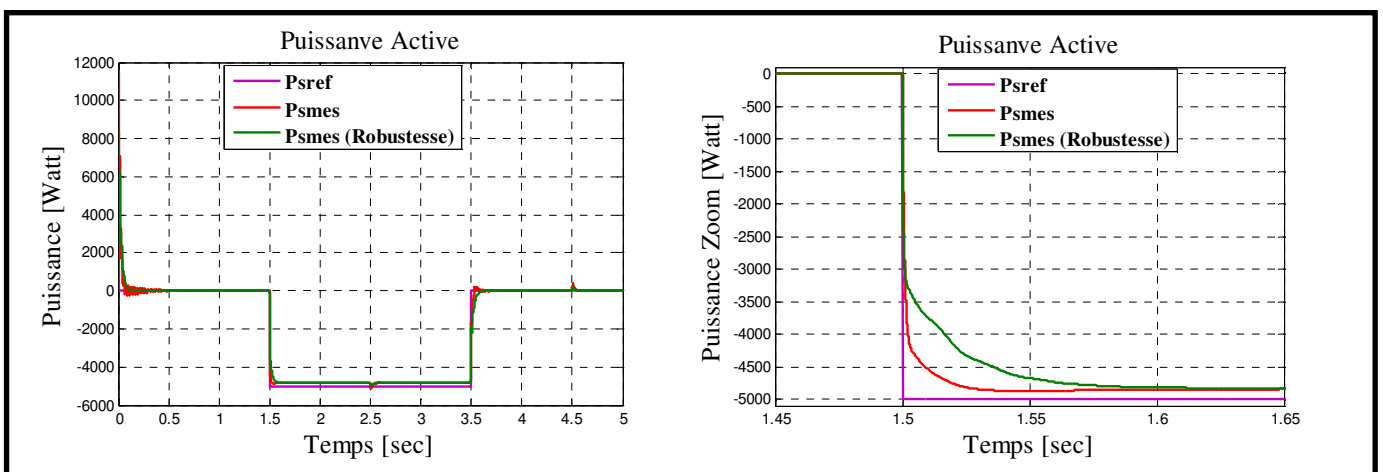 Puissanve Active
Psref
Psmes
Psmes (Robustesse)
12000
10000
8000
6000
4000
2000
0
-2000
-4000
-6000
Puissance [Watt]
0 0.5 1 1.5 2 2.5 3 3.5 4 4.5 5
Temps [sec]
Puissanve Active
Psref
Psmes
Psmes (Robustesse)
0
-500
-1000
-1500
-2000
-2500
-3000
-3500
-4000
-4500
-5000
Puissance Zoom [Watt]
1.45 1.5 1.55 1.6 1.65
Temps [sec]